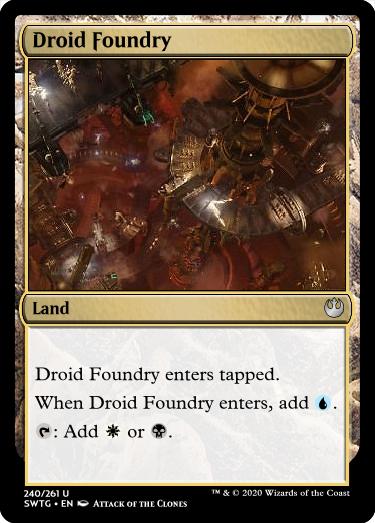 Droid Foundry
Land
Droid Foundry enters tapped.
When Droid Foundry enters, add .
: Add or .
240/261 U
SWTG • EN Attack of the Clones
™ & © 2020 Wizards of the Coast